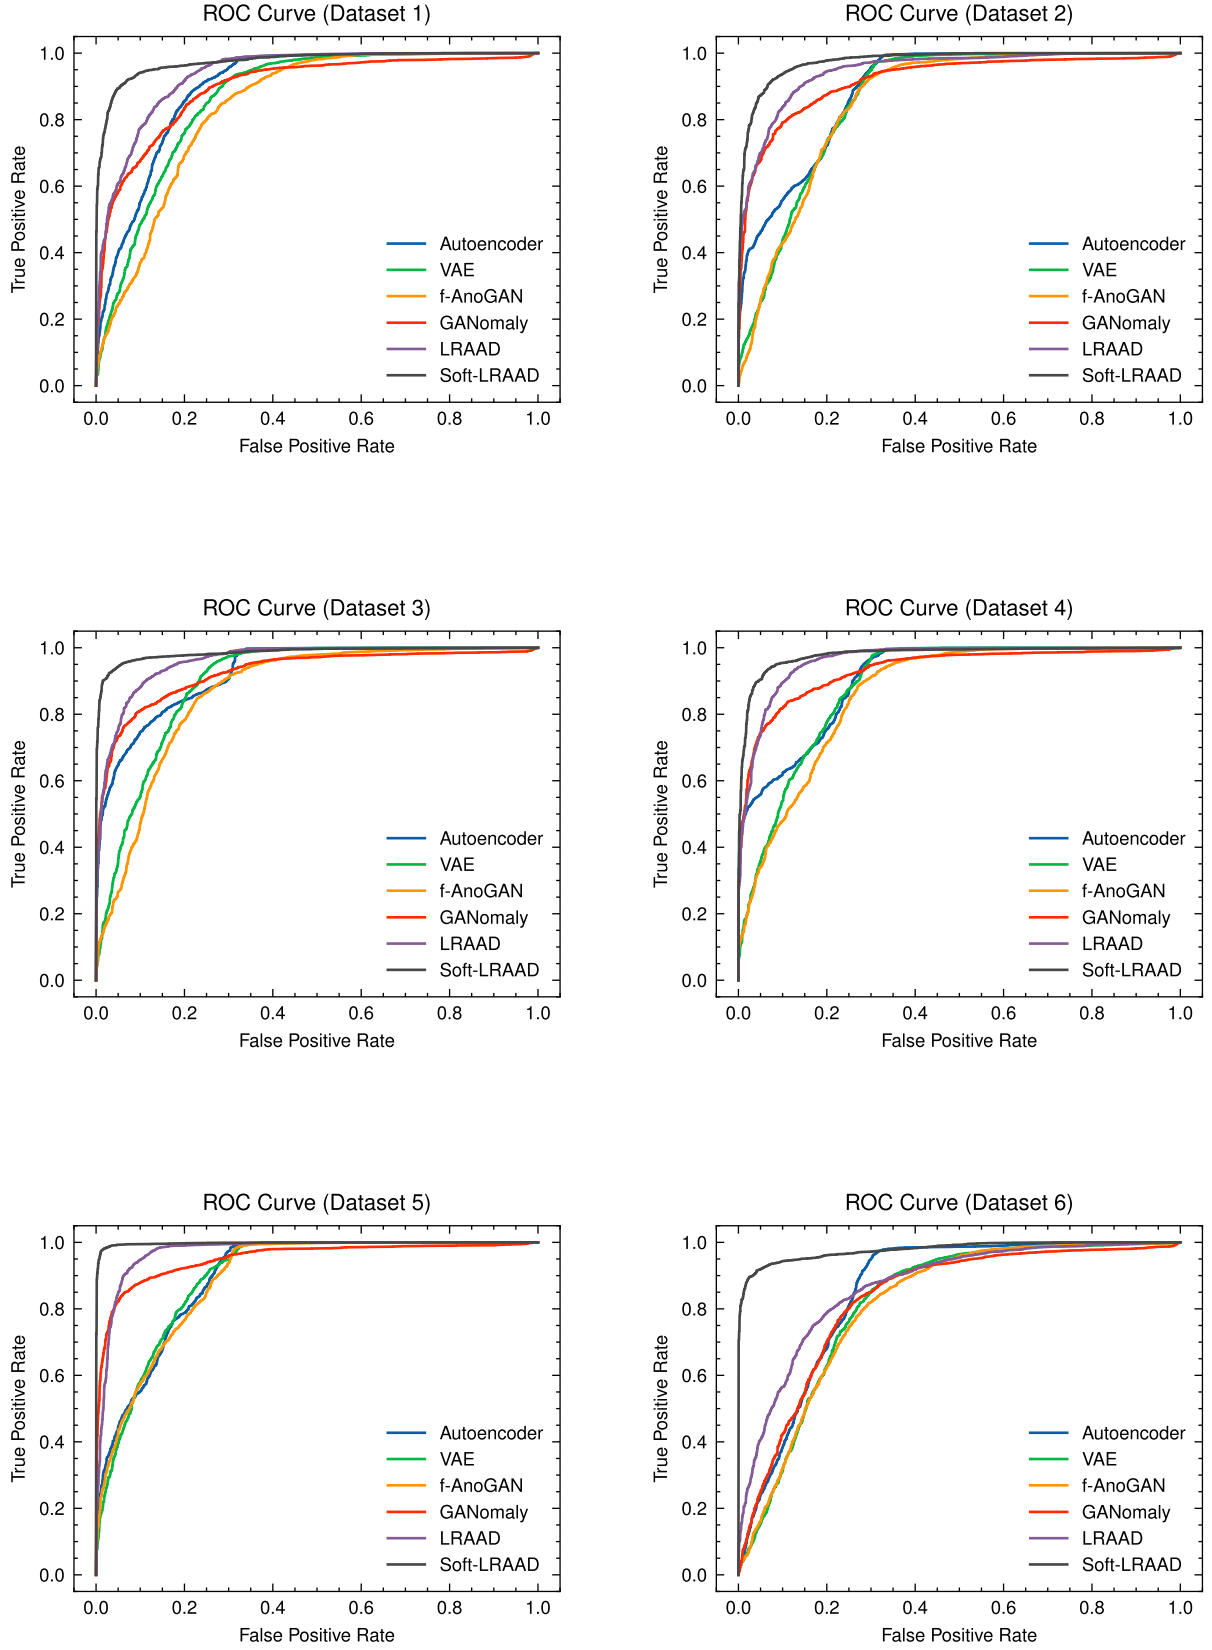 ROC Curve (Dataset 1)
1.0
0.8
0.6
0.4
0.2
0.0
True Positive Rate
Autoencoder
VAE
f-AnoGAN
GANomaly
LRAAD
Soft-LRAAD
0.0 0.2 0.4 0.6 0.8 1.0
False Positive Rate
ROC Curve (Dataset 2)
1.0
0.8
0.6
0.4
0.2
0.0
True Positive Rate
Autoencoder
VAE
f-AnoGAN
GANomaly
LRAAD
Soft-LRAAD
0.0 0.2 0.4 0.6 0.8 1.0
False Positive Rate
ROC Curve (Dataset 3)
1.0
0.8
0.6
0.4
0.2
0.0
True Positive Rate
Autoencoder
VAE
f-AnoGAN
GANomaly
LRAAD
Soft-LRAAD
0.0 0.2 0.4 0.6 0.8 1.0
False Positive Rate
ROC Curve (Dataset 4)
1.0
0.8
0.6
0.4
0.2
0.0
True Positive Rate
Autoencoder
VAE
f-AnoGAN
GANomaly
LRAAD
Soft-LRAAD
0.0 0.2 0.4 0.6 0.8 1.0
False Positive Rate
ROC Curve (Dataset 5)
1.0
0.8
0.6
0.4
0.2
0.0
True Positive Rate
Autoencoder
VAE
f-AnoGAN
GANomaly
LRAAD
Soft-LRAAD
0.0 0.2 0.4 0.6 0.8 1.0
False Positive Rate
ROC Curve (Dataset 6)
1.0
0.8
0.6
0.4
0.2
0.0
True Positive Rate
Autoencoder
VAE
f-AnoGAN
GANomaly
LRAAD
Soft-LRAAD
0.0 0.2 0.4 0.6 0.8 1.0
False Positive Rate